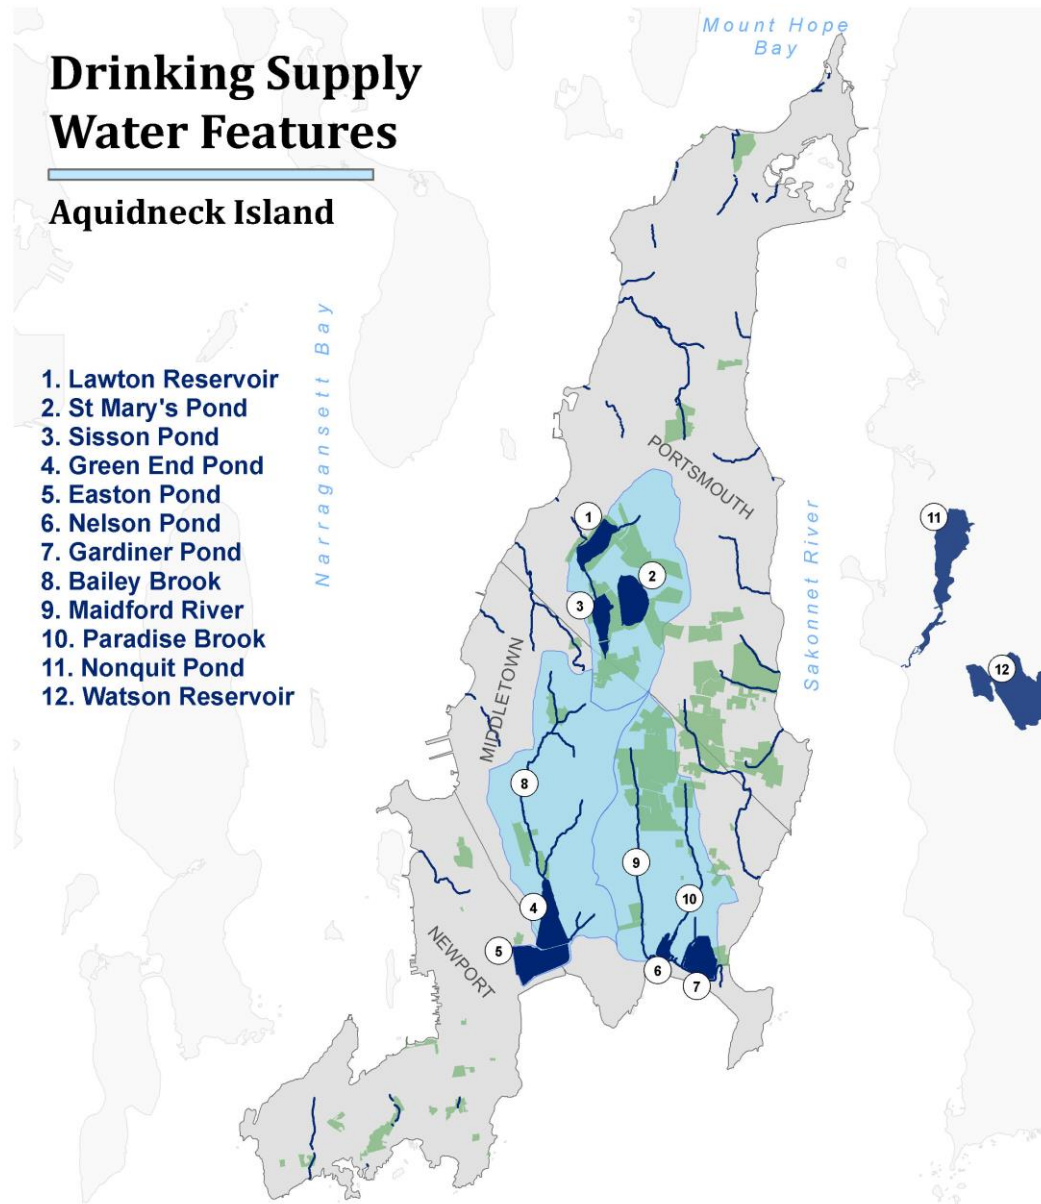 Mount Hope
Bay
Drinking Supply
Water Features
Aquidneck Island
Narragansett Bay
1. Lawton Reservoir
2. St Mary's Pond
3. Sisson Pond
4. Green End Pond
5. Easton Pond
6. Nelson Pond
7. Gardiner Pond
8. Bailey Brook
9. Maidford River
10. Paradise Brook
11. Nonquit Pond
12. Watson Reservoir
PORTSMOUTH
Sakonnet River
MIDDLETOWN
NEWPORT
1
2
3
4
5
6
7
8
9
10
11
12